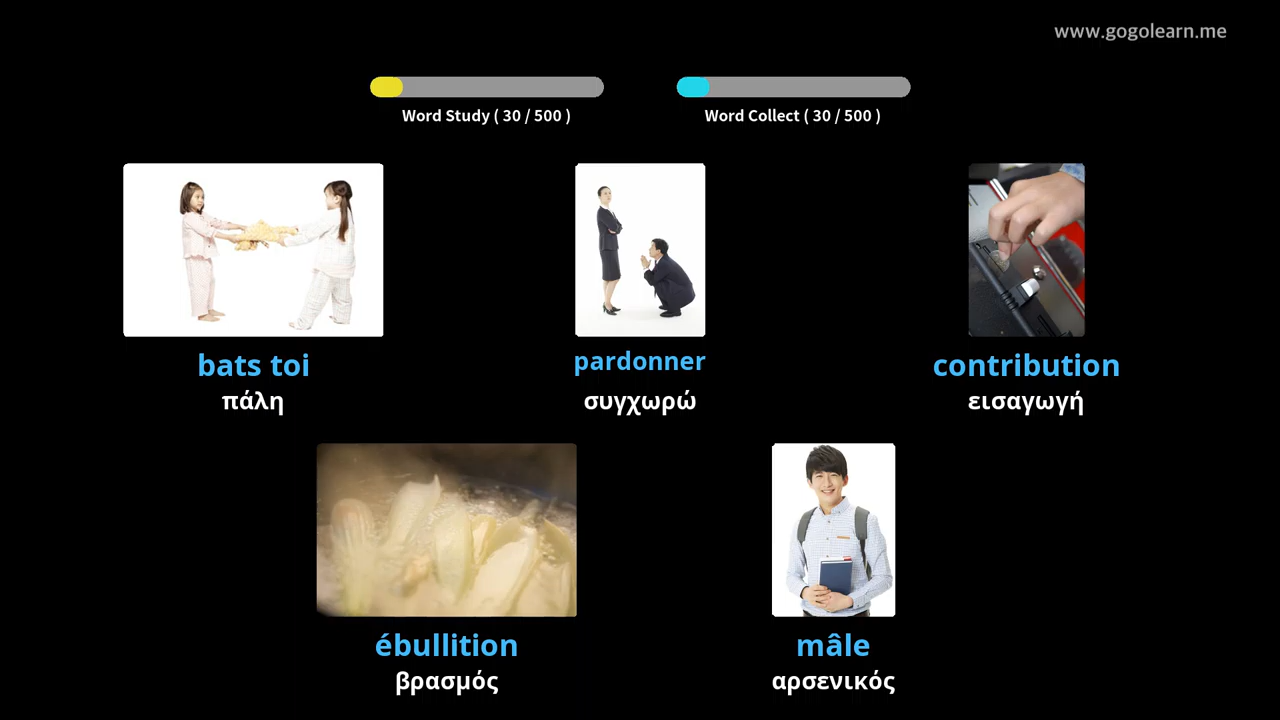 www.gogolearn.me
Word Study ( 30 / 500 )
Word Collect ( 30 / 500 )
bats toi
πάλη
pardonner
συγχωρώ
contribution
εισαγωγή
ébullition
βρασμός
mâle
αρσενικός